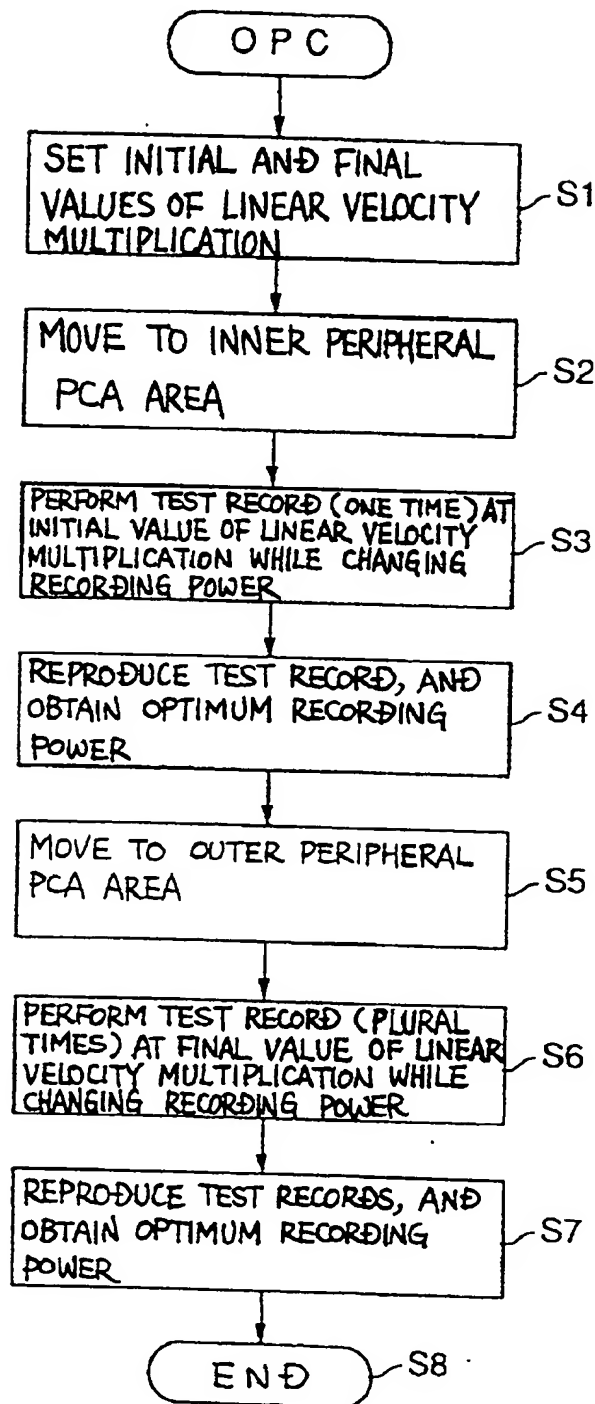 OPC
SET INITIAL AND FINAL
VALUES OF LINEAR VELOCITY
MULTIPLICATION
S1
MOVE TO INNER PERIPHERAL
PCA AREA
S2
PERFORM TEST RECORD (ONE TIME) AT
INITIAL VALUE OF LINEAR VELOCITY
MULTIPLICATION WHILE CHANGING
RECORDING POWER
S3
REPRODUCE TEST RECORD, AND
OBTAIN OPTIMUM RECORDING
POWER
S4
MOVE TO OUTER PERIPHERAL
PCA AREA
S5
PERFORM TEST RECORD (PLURAL
TIMES) AT FINAL VALUE OF LINEAR
VELOCITY MULTIPLICATION WHILE
CHANGING RECORDING POWER
S6
REPRODUCE TEST RECORDS, AND
OBTAIN OPTIMUM RECORDING
POWER
S7
END
S8